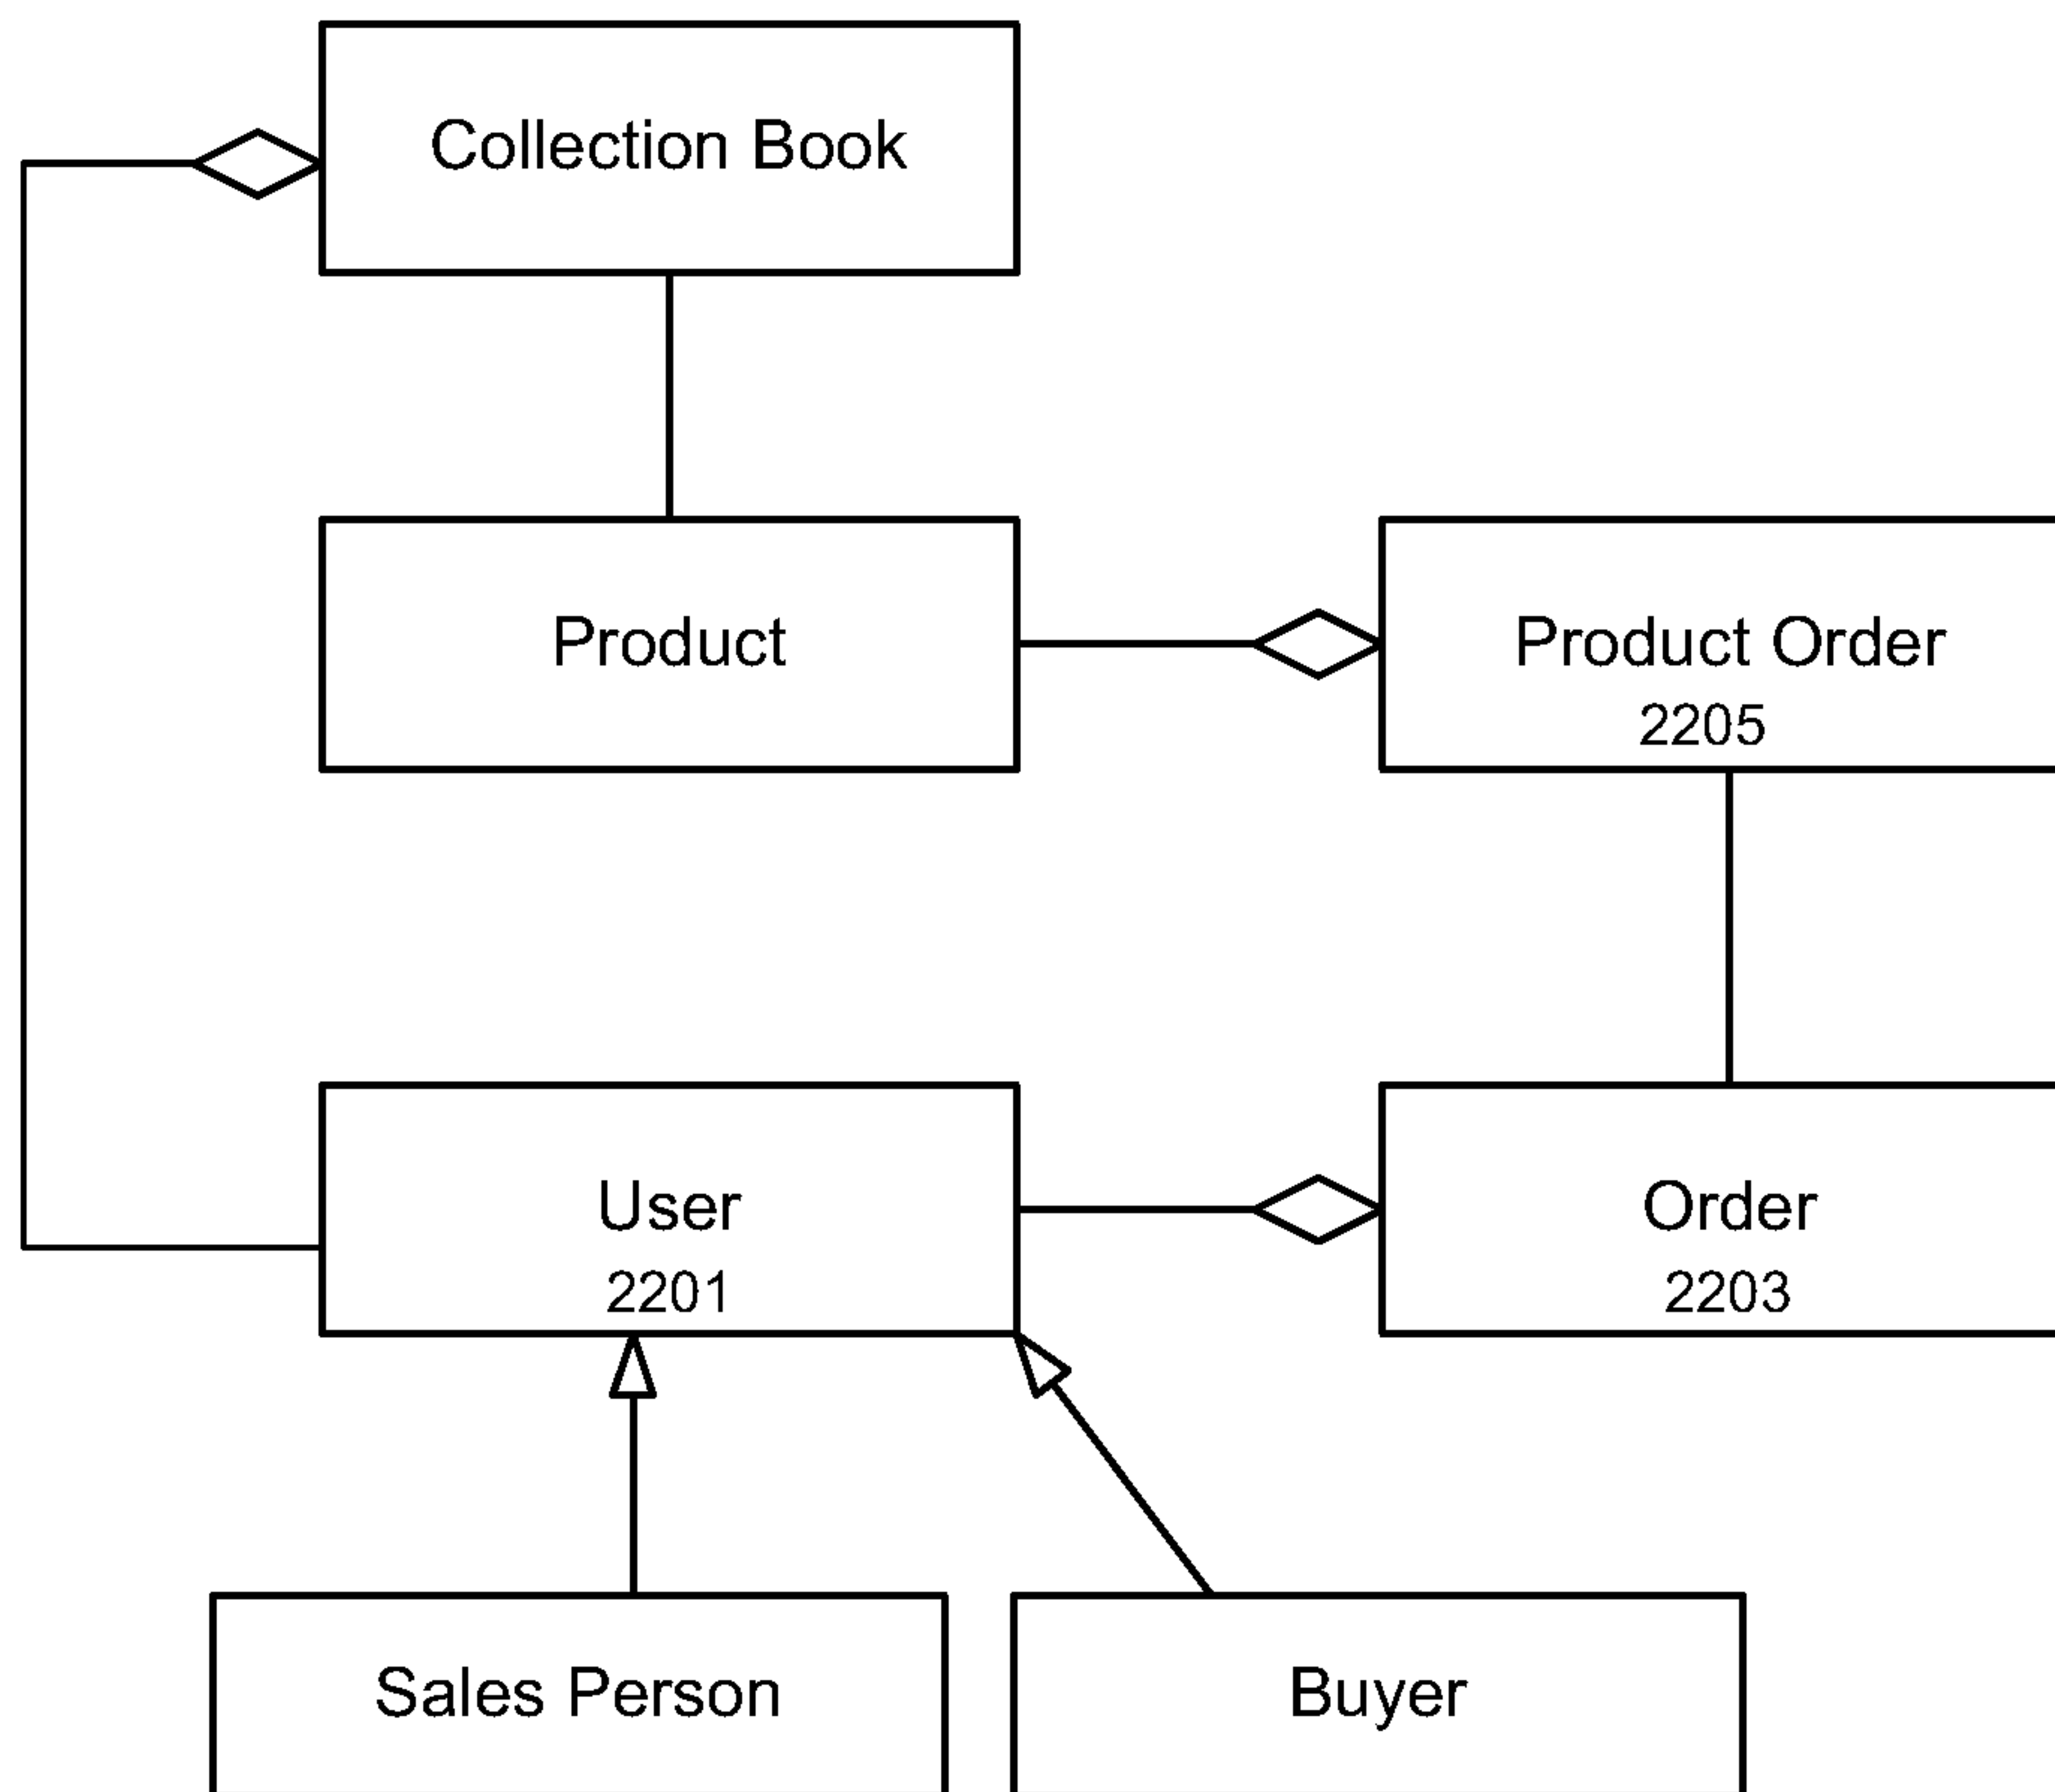 Collection Book
Product
Product Order
2205
User
2201
Order
2203
Sales Person
Buyer